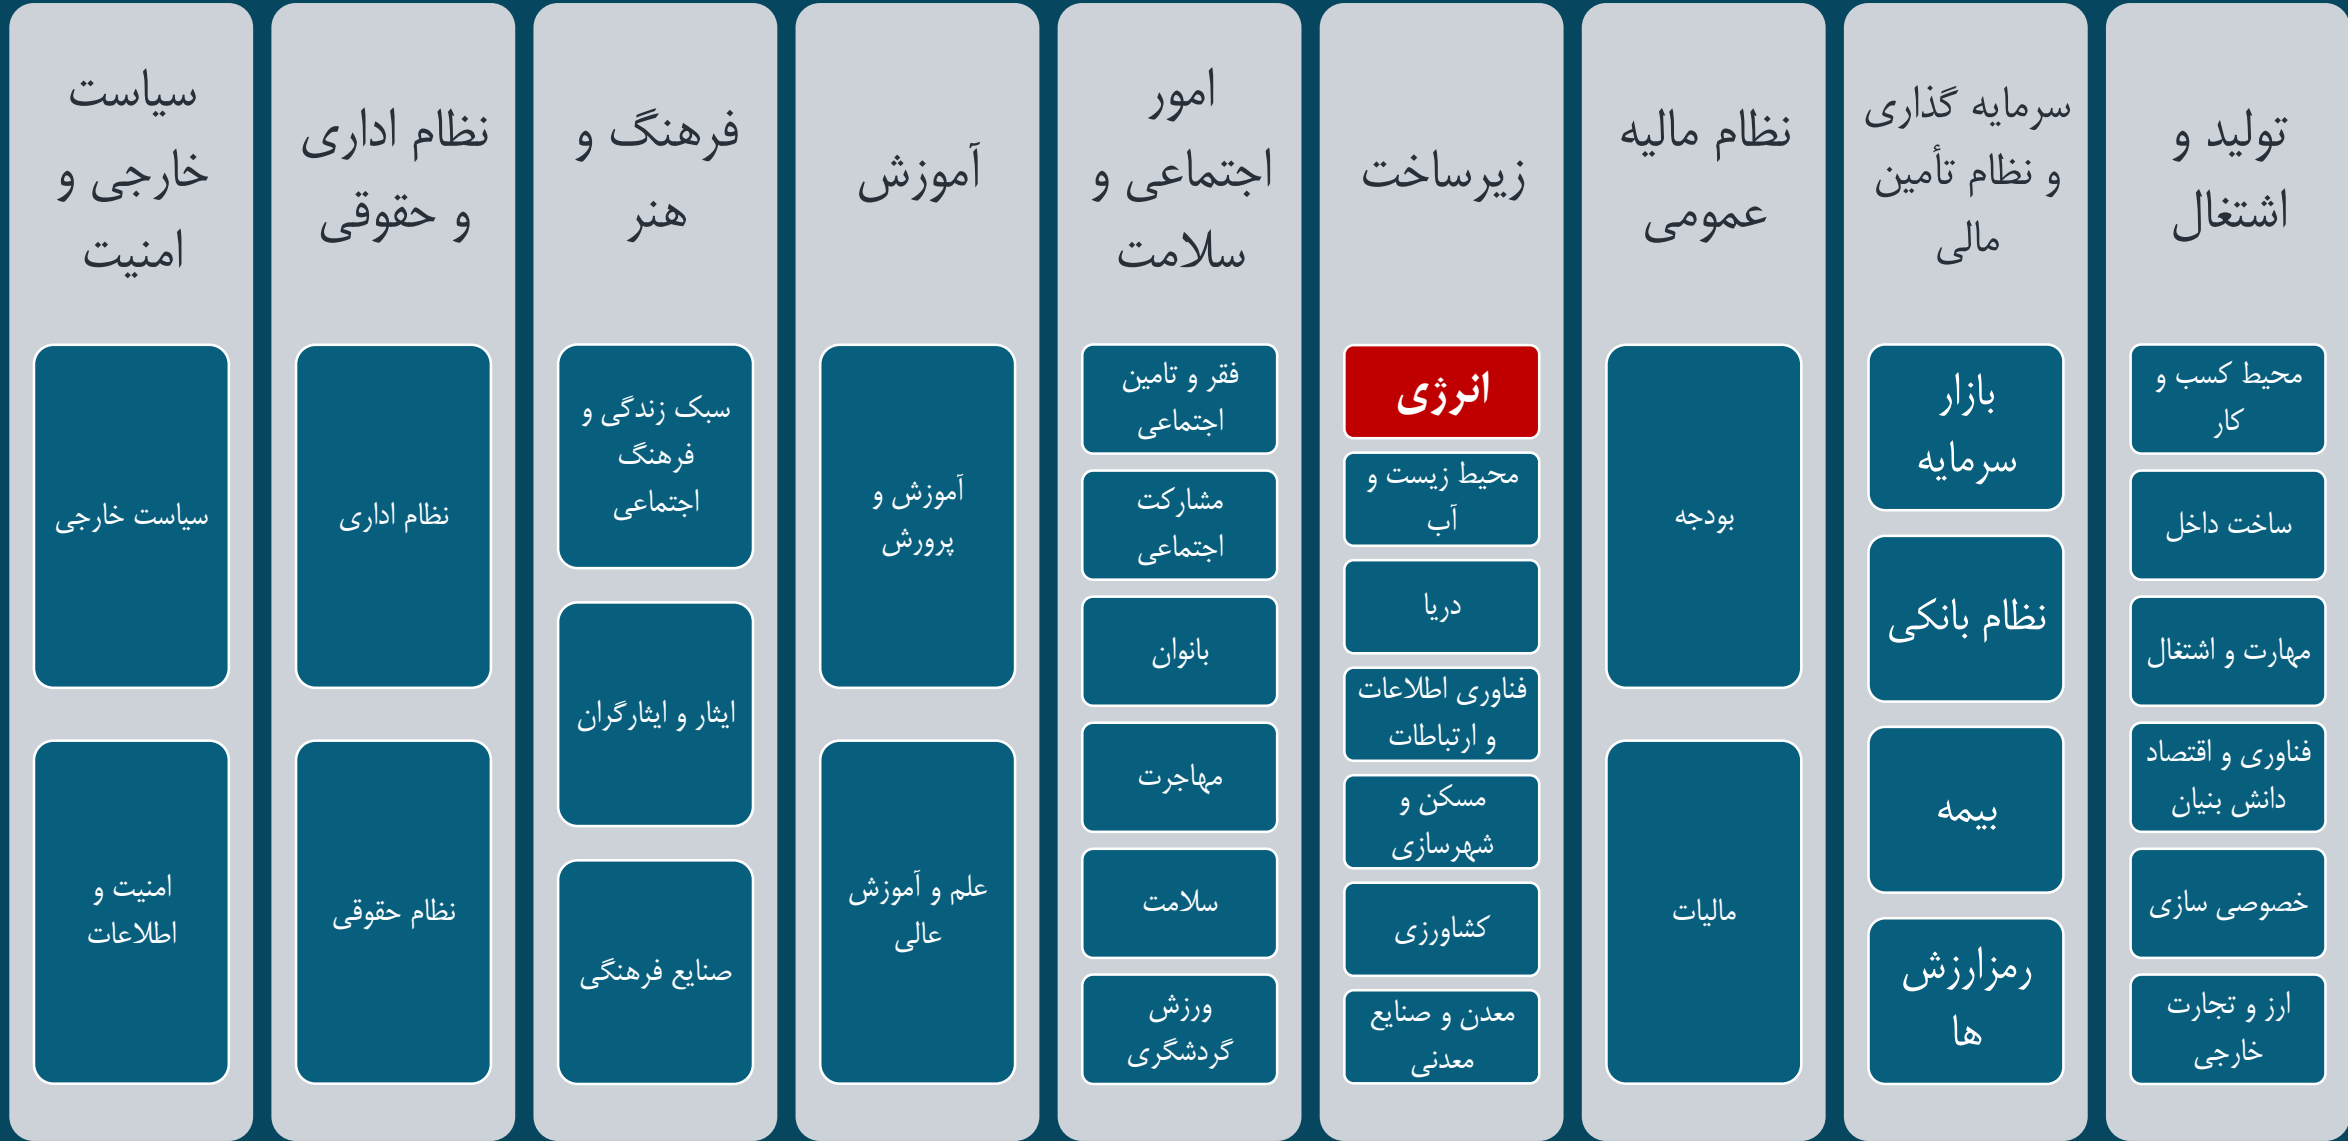 تولید و
اشتغال
محیط کسب و
کار
ساخت داخل
مهارت و اشتغال
فناوری و اقتصاد
دانش بنیان
خصوصی سازی
ارز و تجارت
خارجی
سرمایه گذاری
و نظام تأمین
مالی
بازار
سرمایه
نظام بانکی
بیمه
رمزارزش
ها
نظام مالیه
عمومی
بودجه
مالیات
زیرساخت
انرژی
محیط زیست و
آب
دریا
فناوری اطلاعات
و ارتباطات
مسکن و
شهرسازی
کشاورزی
معدن و صنایع
معدنی
امور
اجتماعی و
سلامت
فقر و تامین
اجتماعی
مشارکت
اجتماعی
بانوان
مهاجرت
سلامت
ورزش
گردشگری
آموزش
آموزش و
پرورش
علم و آموزش
عالی
فرهنگ و
هنر
سبک زندگی و
فرهنگ
اجتماعی
ایثار و ایثارگران
صنایع فرهنگی
نظام اداری
و حقوقی
نظام اداری
نظام حقوقی
سیاست
خارجی و
امنیت
سیاست خارجی
امنیت و
اطلاعات